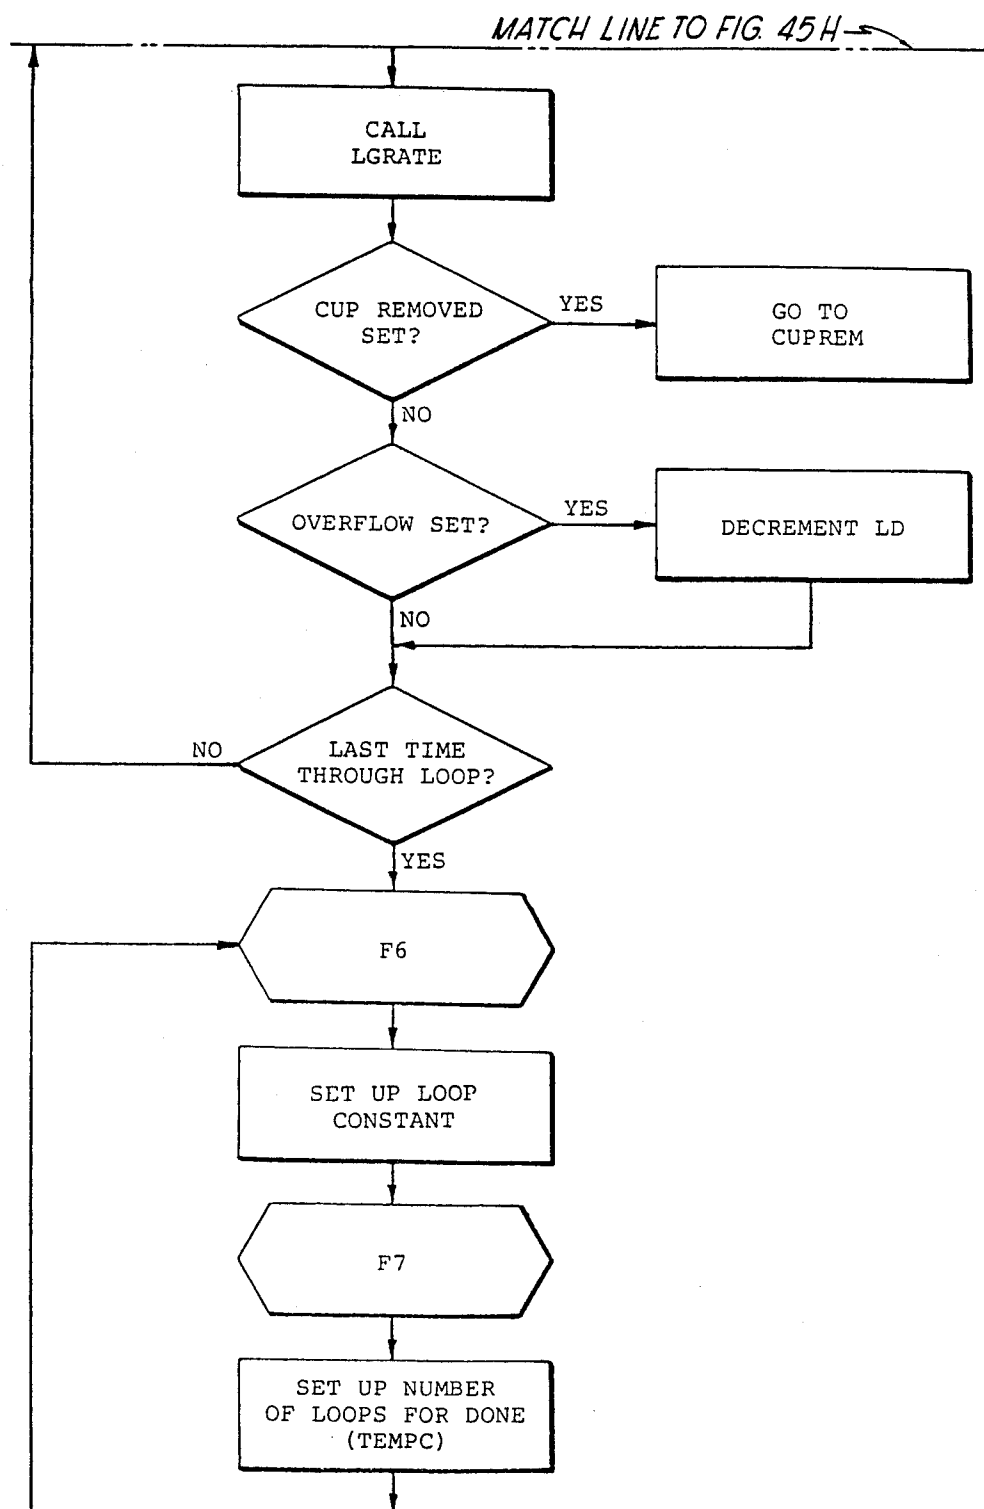 MATCH LINE TO FIG. 45H
CALL
LGRATE
CUP REMOVED
SET?
YES
GO TO
CUPREM
NO
OVERFLOW SET?
YES
DECREMENT LD
NO
LAST TIME
THROUGH LOOP?
NO
YES
F6
SET UP LOOP
CONSTANT
F7
SET UP NUMBER
OF LOOPS FOR DONE
(TEMPC)